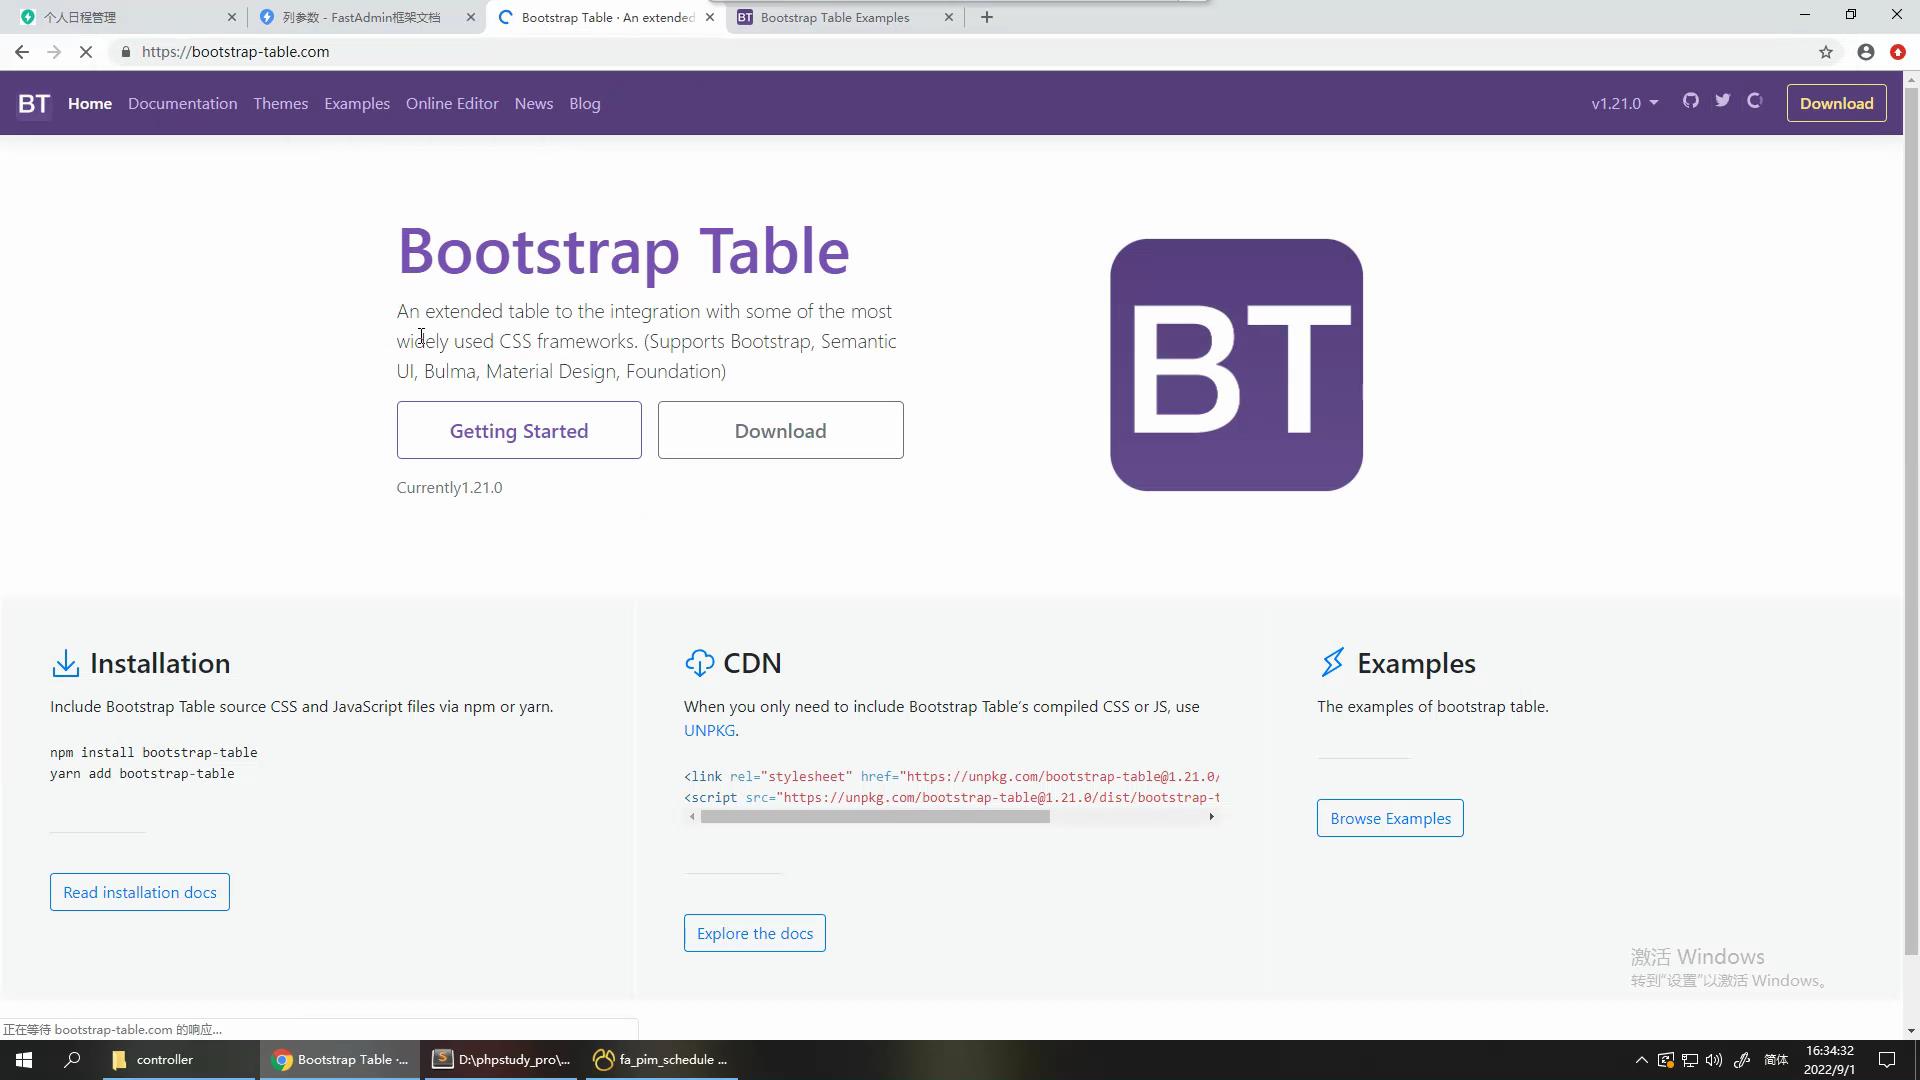 个人日程管理
列参数 - FastAdmin框架文档
Bootstrap Table · An extended
BT Bootstrap Table Examples
https://bootstrap-table.com
BT Home Documentation Themes Examples Online Editor News Blog
v1.21.0
Download
Bootstrap Table
An extended table to the integration with some of the most
widely used CSS frameworks. (Supports Bootstrap, Semantic
UI, Bulma, Material Design, Foundation)
Getting Started
Download
Currently1.21.0
BT
Installation
Include Bootstrap Table source CSS and JavaScript files via npm or yarn.
npm install bootstrap-table
yarn add bootstrap-table
Read installation docs
CDN
When you only need to include Bootstrap Table's compiled CSS or JS, use
UNPKG.
<link rel="stylesheet" href="https://unpkg.com/bootstrap-table@1.21.0/
<script src="https://unpkg.com/bootstrap-table@1.21.0/dist/bootstrap-t
Explore the docs
Examples
The examples of bootstrap table.
Browse Examples
激活 Windows
转到“设置”以激活 Windows。
正在等待 bootstrap-table.com 的响应...
controller
Bootstrap Table ·...
D:\phpstudy_pro\...
fa_pim_schedule ...
简体
16:34:32
2022/9/1